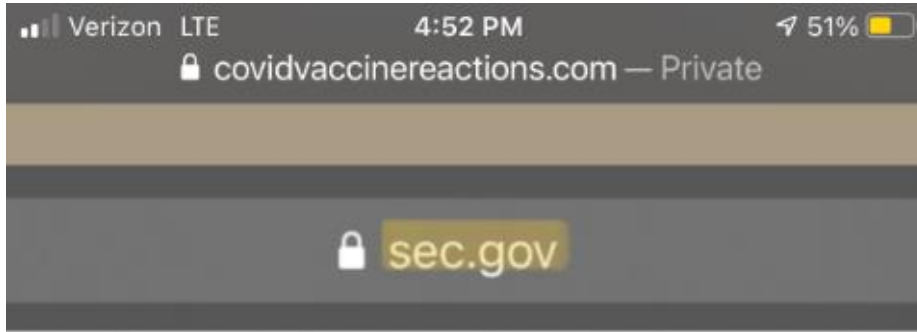 Verizon LTE 4:52 PM 51%
covidvaccinereactions.com — Private
sec.gov